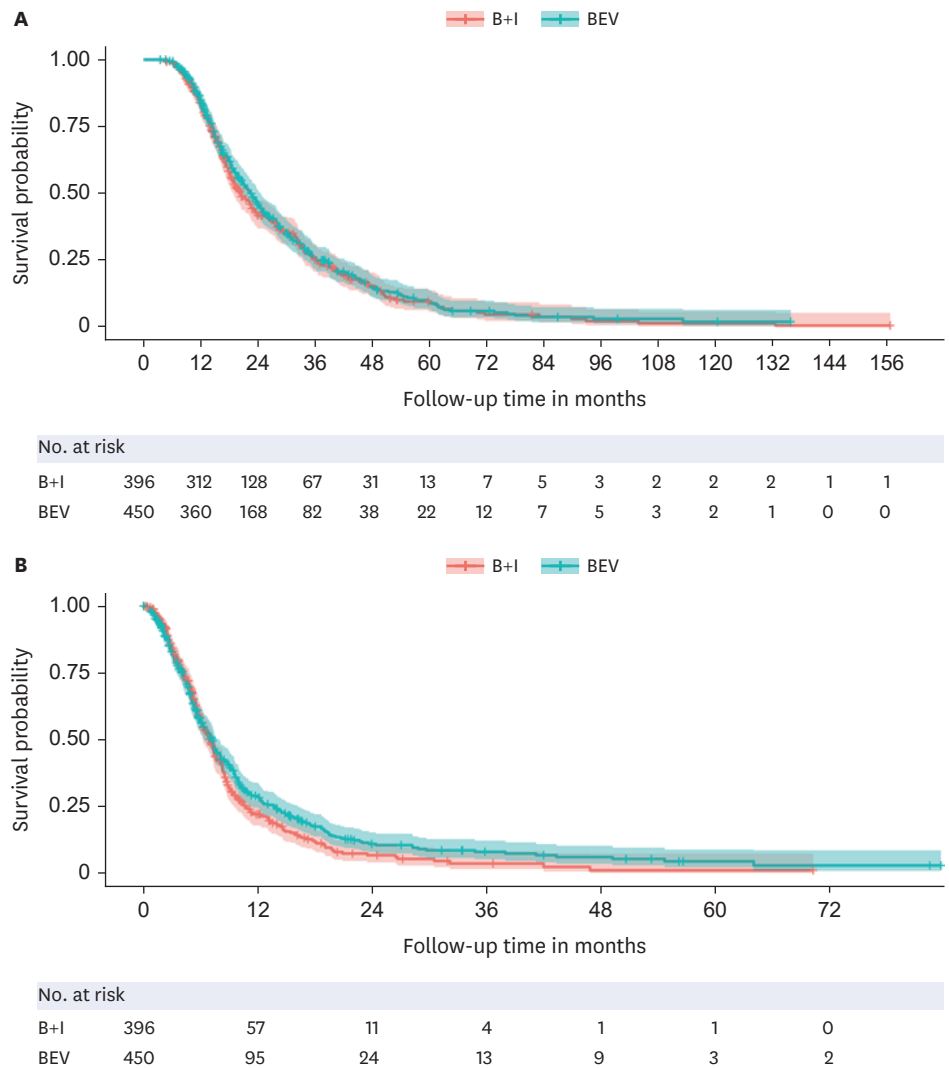 A
B+I BEV
1.00
0.75
0.50
0.25
0
Survival probability
0 12 24 36 48 60 72 84 96 108 120 132 144 156
Follow-up time in months
No. at risk
B+I 396 312 128 67 31 13 7 5 3 2 2 2 1 1
BEV 450 360 168 82 38 22 12 7 5 3 2 1 0 0
B
B+I BEV
1.00
0.75
0.50
0.25
0
Survival probability
0 12 24 36 48 60 72
Follow-up time in months
No. at risk
B+I 396 57 11 4 1 1 0
BEV 450 95 24 13 9 3 2